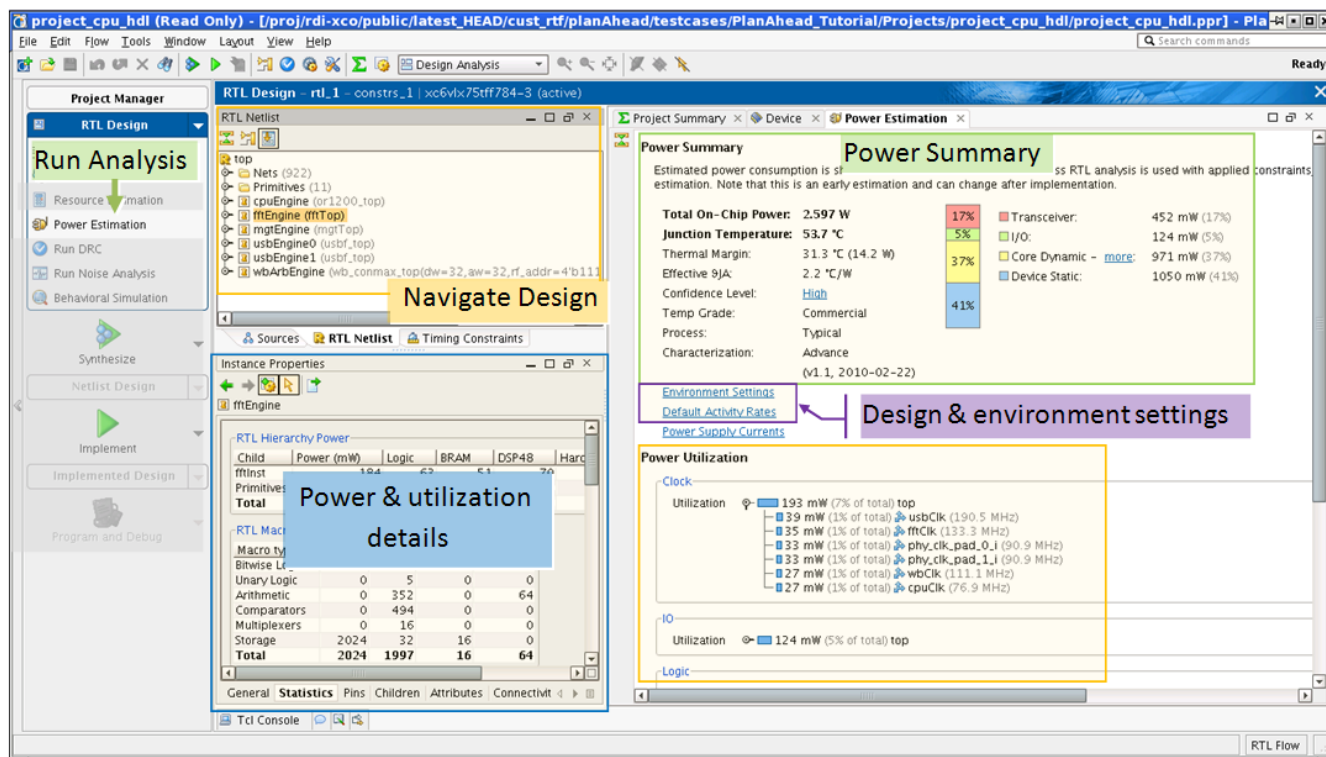 project_cpu_hdl (Read Only) - [/proj/rdi-xco/public/latest_HEAD/cust_rtf/planAhead/testcases/PlanAhead_Tutorial/Projects/project_cpu_hdl/project_cpu_hdl.ppr] - Pla
File Edit Flow Tools Window Layout View Help
Search commands
Design Analysis
Ready
Project Manager
RTL Design
Run Analysis
Resource
Power Estimation
Run DRC
Run Noise Analysis
Behavioral Simulation
Synthesize
Netlist Design
Implement
Implemented Design
Program and Debug
RTL Design - rtl_1 - constrs_1 | xc6vlx75tff784-3 (active)
RTL Netlist
top
Nets (922)
Primitives (11)
cpuEngine (or1200_top)
fftEngine (fftTop)
mgtEngine (mgtTop)
usbEngine0 (usbf_top)
usbEngine1 (usbf_top)
wbArbEngine (wb_conmax_top(dw=32,aw=32,rf_addr=4'b111
Navigate Design
Sources RTL Netlist Timing Constraints
Instance Properties
fftEngine
RTL Hierarchy Power
Child Power (mW) Logic BRAM DSP48 Hard
fftInst 184 63 51 70
Primitives
Total
Power & utilization
details
RTL Mac
Macro ty
Bitwise Lo
Unary Logic 0 5 0 0
Arithmetic 0 352 0 64
Comparators 0 494 0 0
Multiplexers 0 16 0 0
Storage 2024 32 16 0
Total 2024 1997 16 64
General Statistics Pins Children Attributes Connectivit
Tcl Console
Project Summary Device Power Estimation
Power Summary
Power Summary
Estimated power consumption is sh ss RTL analysis is used with applied constraints,
estimation. Note that this is an early estimation and can change after implementation.
Total On-Chip Power: 2.597 W
Junction Temperature: 53.7 °C
Thermal Margin: 31.3 °C (14.2 W)
Effective ϑJA: 2.2 °C/W
Confidence Level: High
Temp Grade: Commercial
Process: Typical
Characterization: Advance
(v1.1, 2010-02-22)
17% Transceiver: 452 mW (17%)
5% I/O: 124 mW (5%)
37% Core Dynamic - more: 971 mW (37%)
41% Device Static: 1050 mW (41%)
Environment Settings
Default Activity Rates
Power Supply Currents
Design & environment settings
Power Utilization
Clock
Utilization 193 mW (7% of total) top
39 mW (1% of total) usbClk (190.5 MHz)
35 mW (1% of total) fftClk (133.3 MHz)
33 mW (1% of total) phy_clk_pad_0_i (90.9 MHz)
33 mW (1% of total) phy_clk_pad_1_i (90.9 MHz)
27 mW (1% of total) wbClk (111.1 MHz)
27 mW (1% of total) cpuClk (76.9 MHz)
IO
Utilization 124 mW (5% of total) top
Logic
RTL Flow